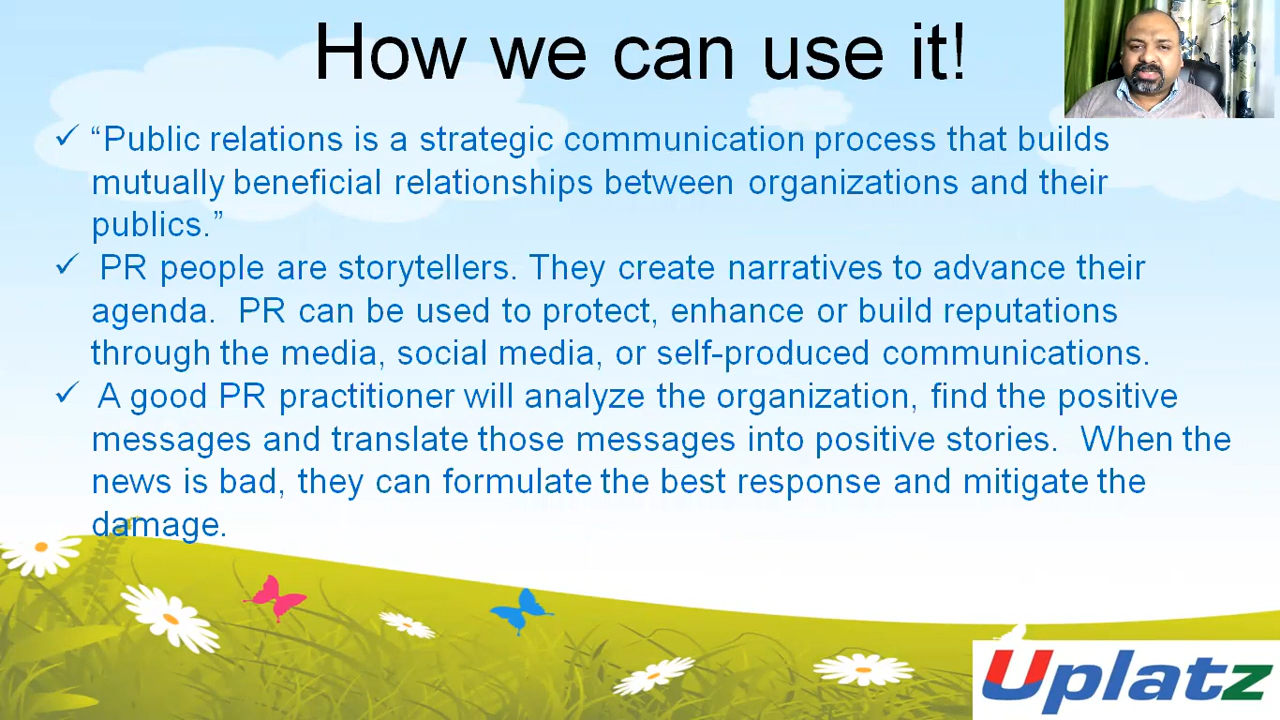 How we can use it!
✓ “Public relations is a strategic communication process that builds
mutually beneficial relationships between organizations and their
publics.”
✓ PR people are storytellers. They create narratives to advance their
agenda.  PR can be used to protect, enhance or build reputations
through the media, social media, or self-produced communications.
✓ A good PR practitioner will analyze the organization, find the positive
messages and translate those messages into positive stories.  When the
news is bad, they can formulate the best response and mitigate the
damage.
Uplatz